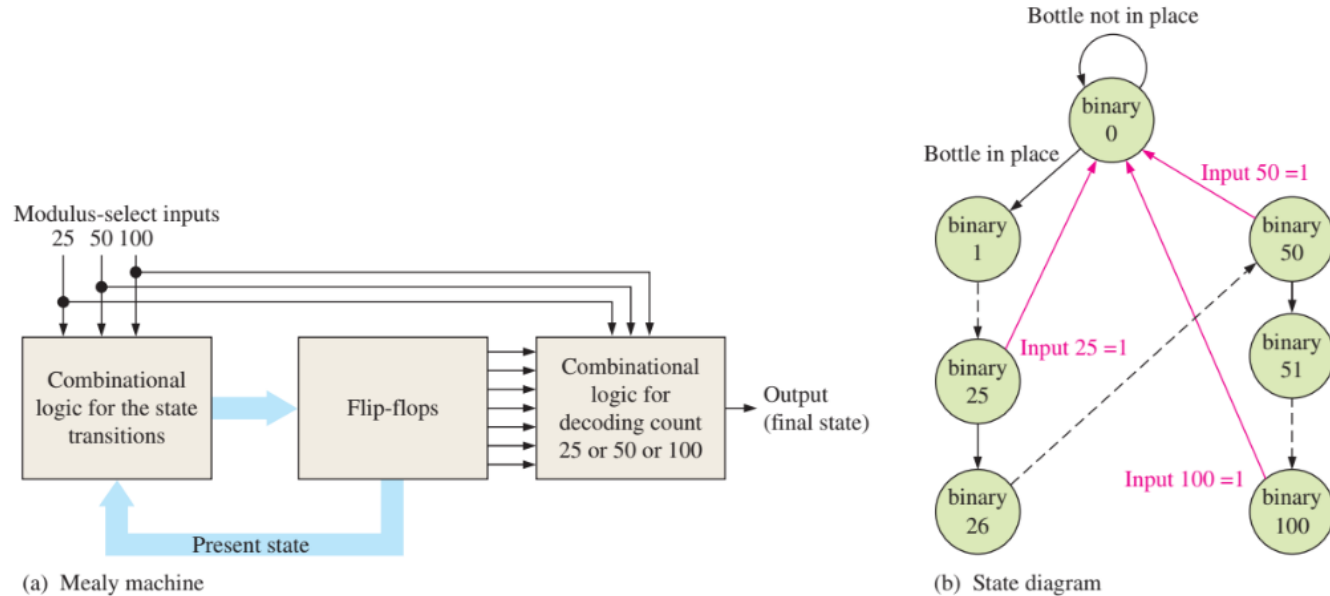 Modulus-select inputs
25 50 100
Combinational
logic for the state
transitions
Flip-flops
Combinational
logic for
decoding count
25 or 50 or 100
Output
(final state)
Present state
(a) Mealy machine
Bottle not in place
binary
0
Bottle in place
Input 50 =1
binary
1
binary
50
Input 25 =1
binary
51
binary
25
Input 100 =1
binary
26
binary
100
(b) State diagram